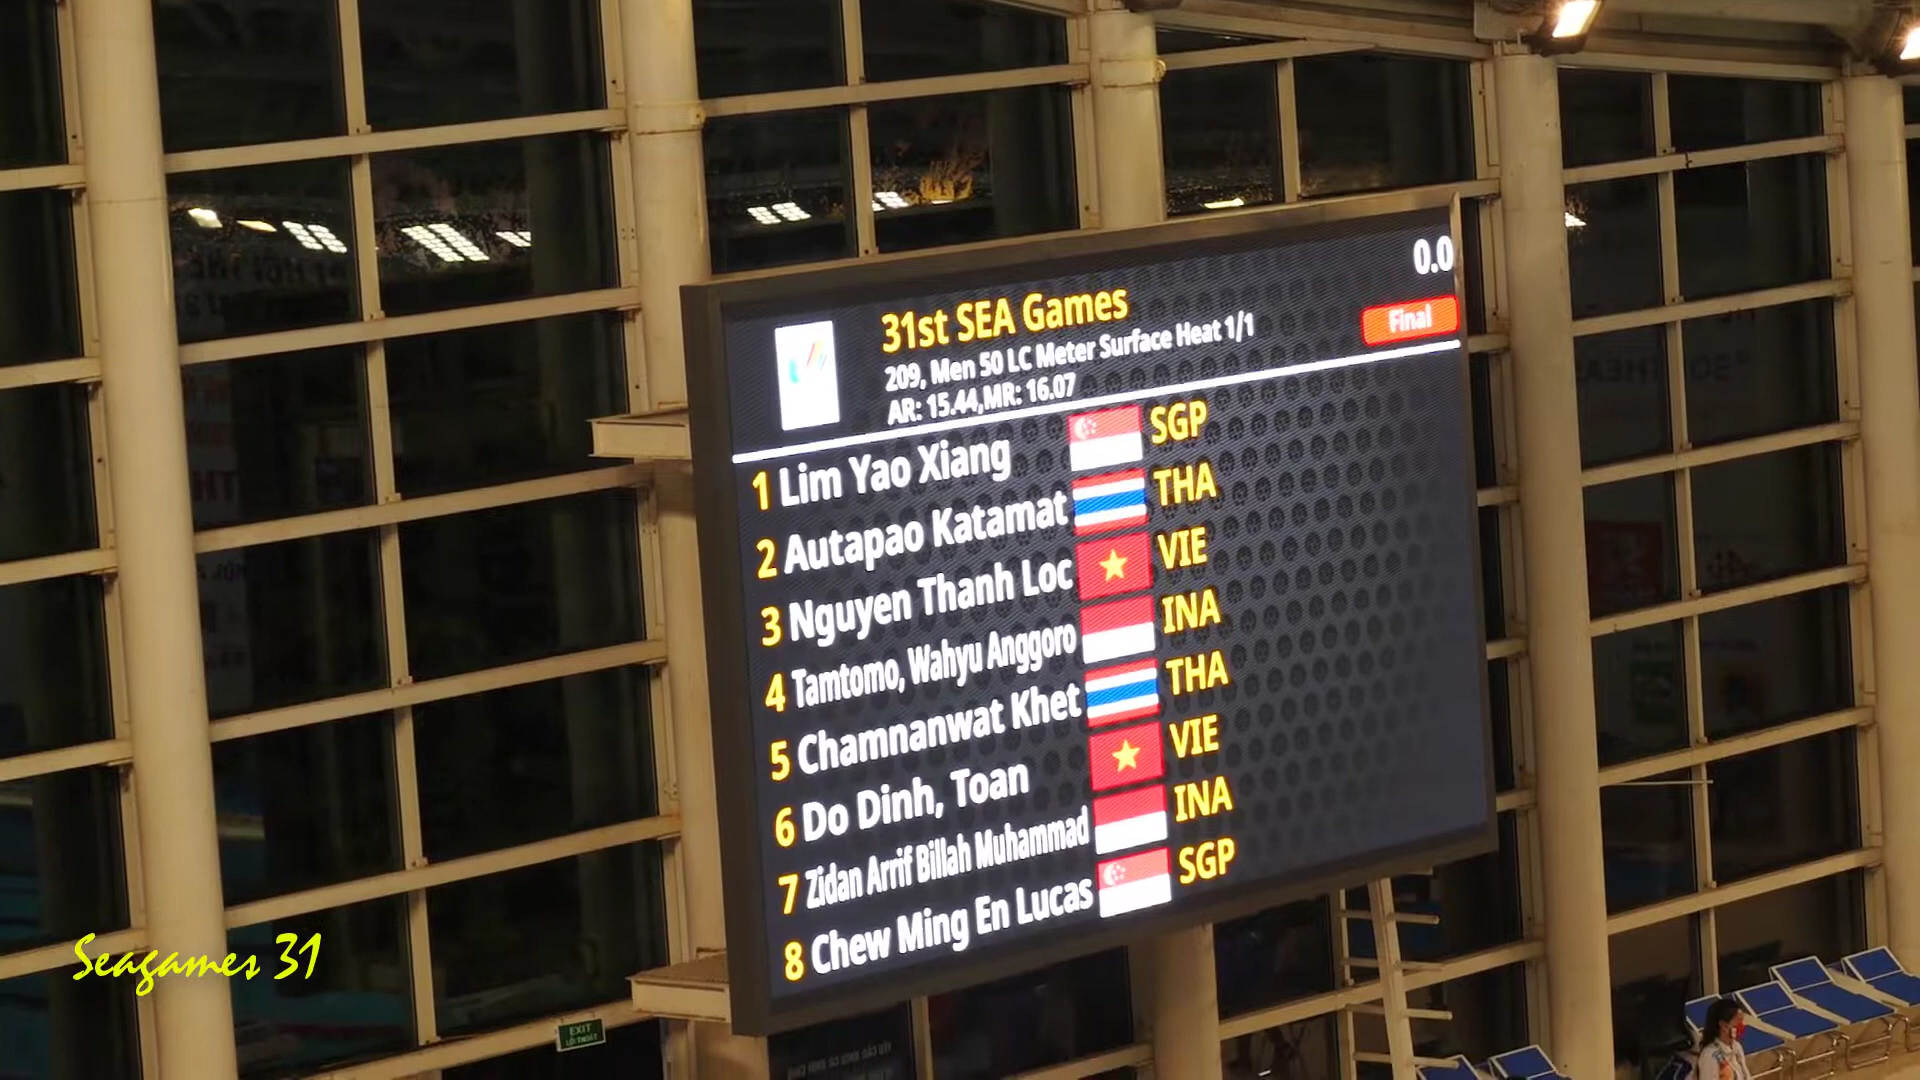 0.0
31st SEA Games
209, Men 50 LC Meter Surface Heat 1/1
Final
AR: 15.44,MR: 16.07
1 Lim Yao Xiang SGP
2 Autapao Katamat THA
3 Nguyen Thanh Loc VIE
4 Tamtomo, Wahyu Anggoro INA
5 Chamnanwat Khet THA
6 Do Dinh, Toan VIE
7 Zidan Arrif Billah Muhammad INA
8 Chew Ming En Lucas SGP
Seagames 31
EXIT
LỐI THOÁT